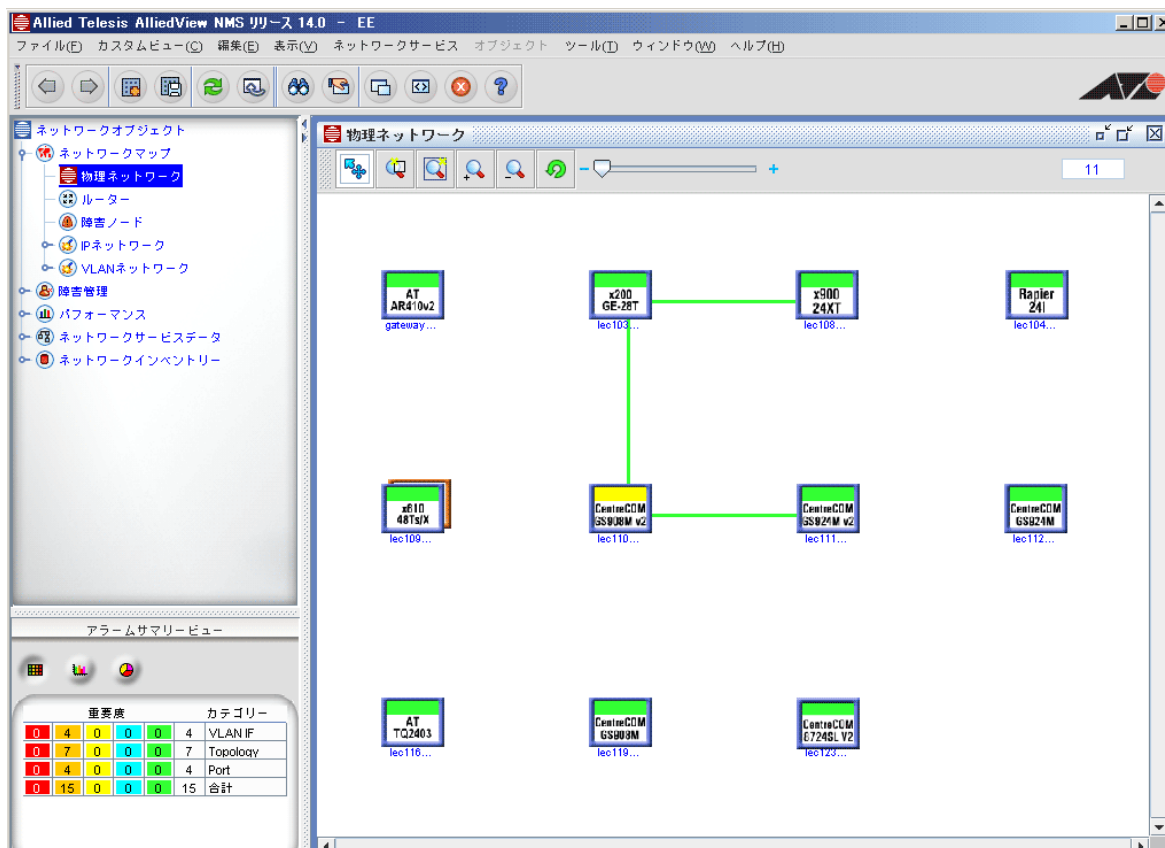 Allied Telesis AlliedView NMS リリース 14.0 - EE
ファイル(F) カスタムビュー(C) 編集(E) 表示(V) ネットワークサービス オブジェクト ツール(T) ウィンドウ(W) ヘルプ(H)
ネットワークオブジェクト
ネットワークマップ
物理ネットワーク
ルーター
障害ノード
IPネットワーク
VLANネットワーク
障害管理
パフォーマンス
ネットワークサービスデータ
ネットワークインベントリー
アラームサマリービュー
重要度 カテゴリー
0 4 0 0 0 4 VLAN IF
0 7 0 0 0 7 Topology
0 4 0 0 0 4 Port
0 15 0 0 0 15 合計
物理ネットワーク
- + 11
AT
AR410v2
gateway...
x200
GE-28T
lec103...
x900
24XT
lec108...
Rapier
24i
lec104...
x610
48Ts/X
lec109...
CentreCOM
GS908M v2
lec110...
CentreCOM
GS924M v2
lec111...
CentreCOM
GS924M
lec112...
AT
TQ2403
lec116...
CentreCOM
GS908M
lec119...
CentreCOM
8724SL V2
lec123...